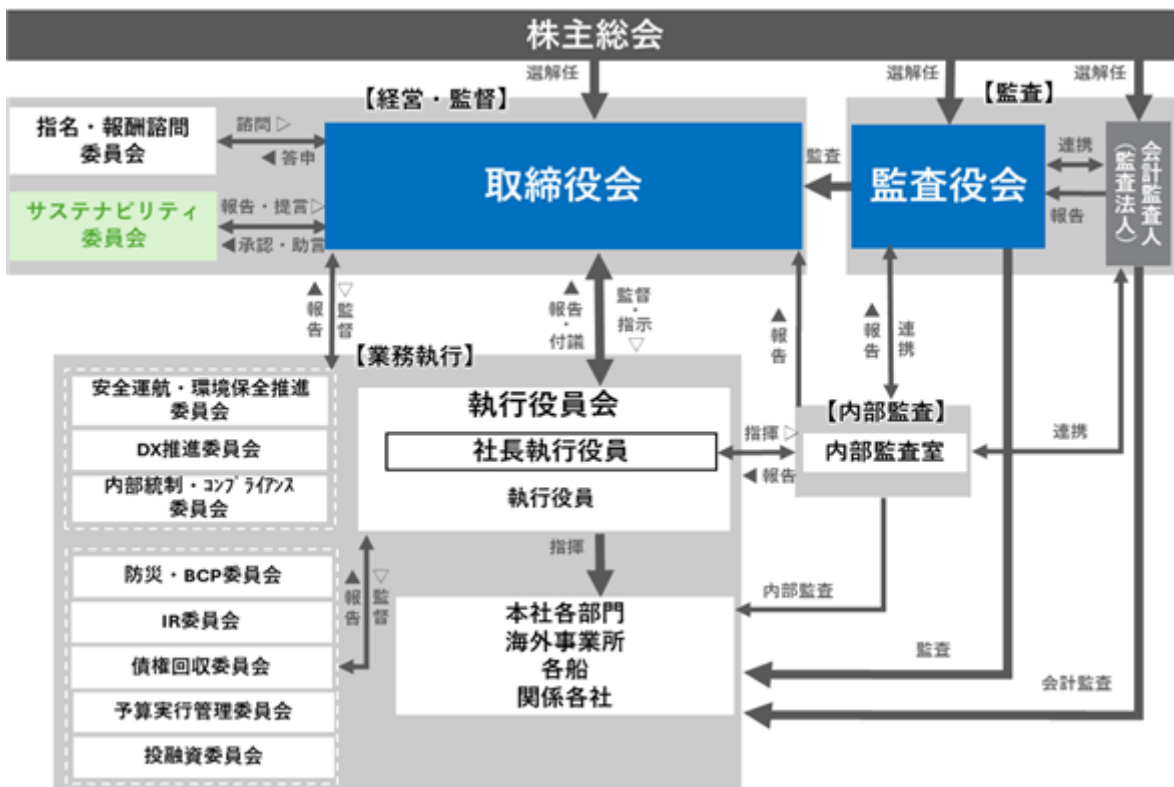 株主総会
選解任
選解任
選解任
【経営・監督】
【監査】
指名・報酬諮問
委員会
諮問 ▷
◀ 答申
取締役会
監査
監査役会
連携
報告
会計監査人
（監査法人）
サステナビリティ
委員会
報告・提言▷
◀承認・助言
▲報告
▽監督
▲報告・付議
監督・指示▽
▲報告
▲報告
連携
【業務執行】
安全運航・環境保全推進
委員会
DX推進委員会
内部統制・ｺﾝﾌﾟﾗｲｱﾝｽ
委員会
執行役員会
社長執行役員
執行役員
指揮 ▷
◀ 報告
【内部監査】
内部監査室
連携
指揮
▲報告
▽監督
防災・BCP委員会
IR委員会
債権回収委員会
予算実行管理委員会
投融資委員会
本社各部門
海外事業所
各船
関係各社
内部監査
監査
会計監査